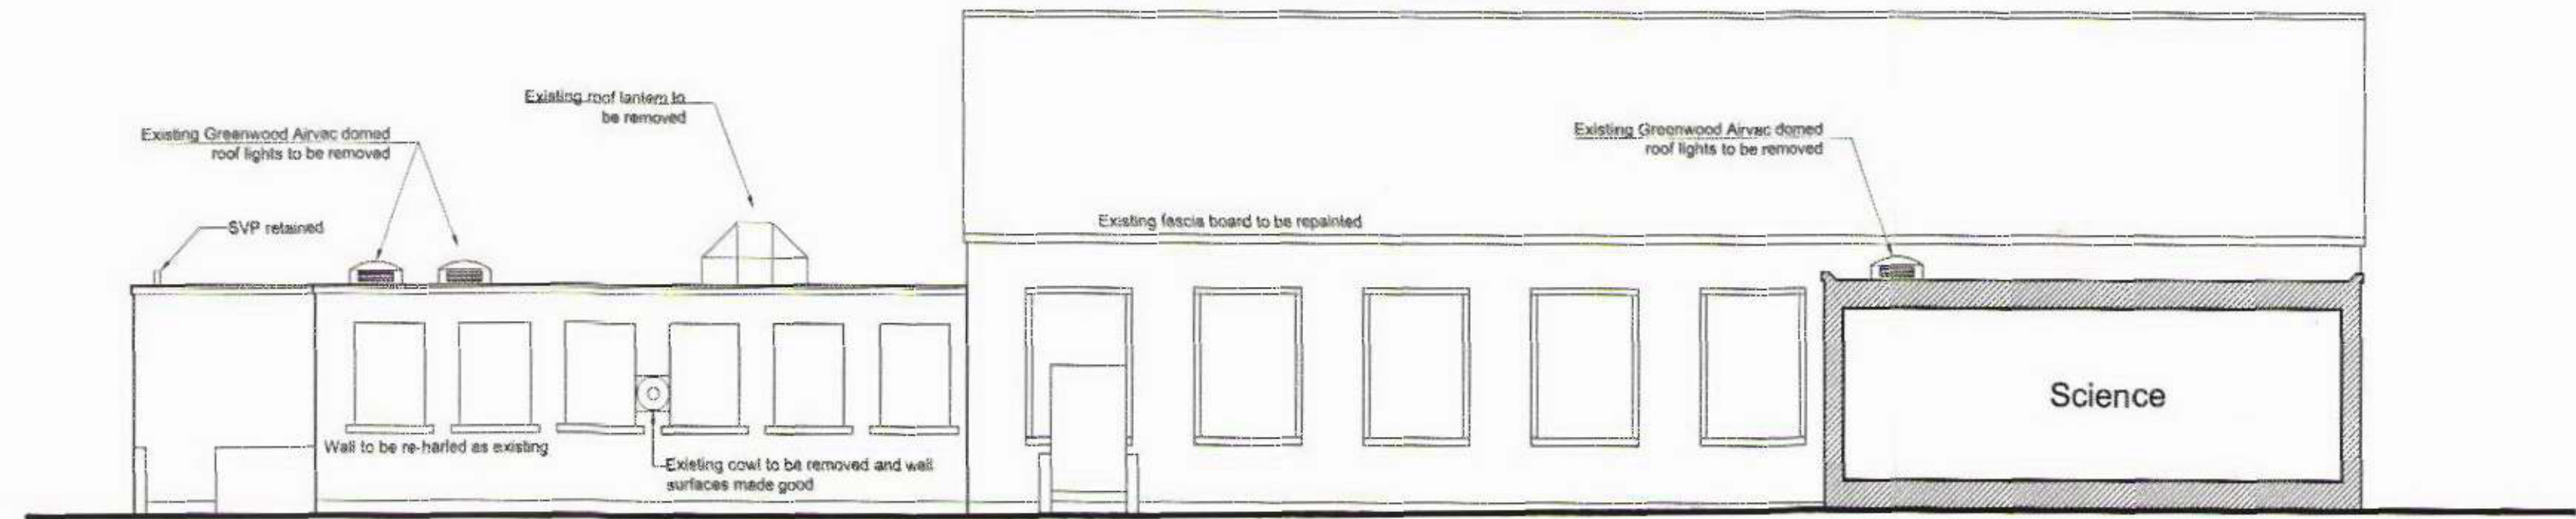 Existing roof lantern to
be removed
Existing Greenwood Airvac domed
roof lights to be removed
Existing Greenwood Airvac domed
roof lights to be removed
SVP retained
Existing fascia board to be repainted
Science
Wall to be re-harled as existing
Existing cowl to be removed and wall
surfaces made good